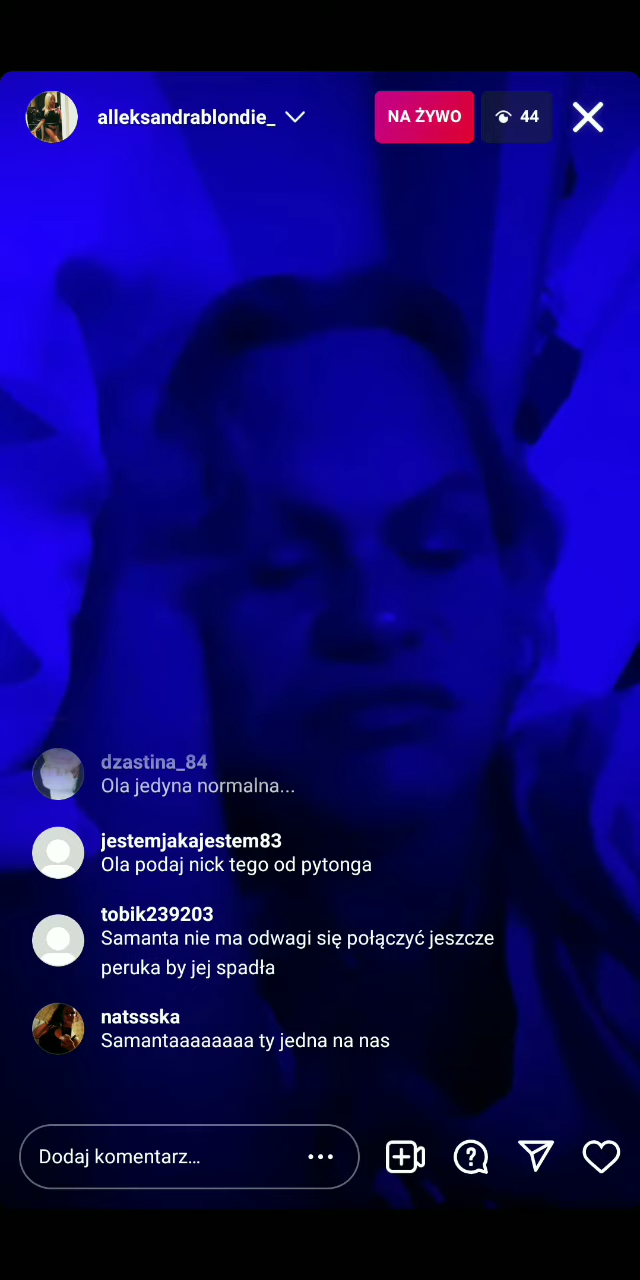 alleksandrablondie_
NA ŻYWO
44
dzastina_84
Ola jedyna normalna...
jestemjakajestem83
Ola podaj nick tego od pytonga
tobik239203
Samanta nie ma odwagi się połączyć jeszcze
peruka by jej spadła
natssska
Samantaaaaaaaa ty jedna na nas
Dodaj komentarz...